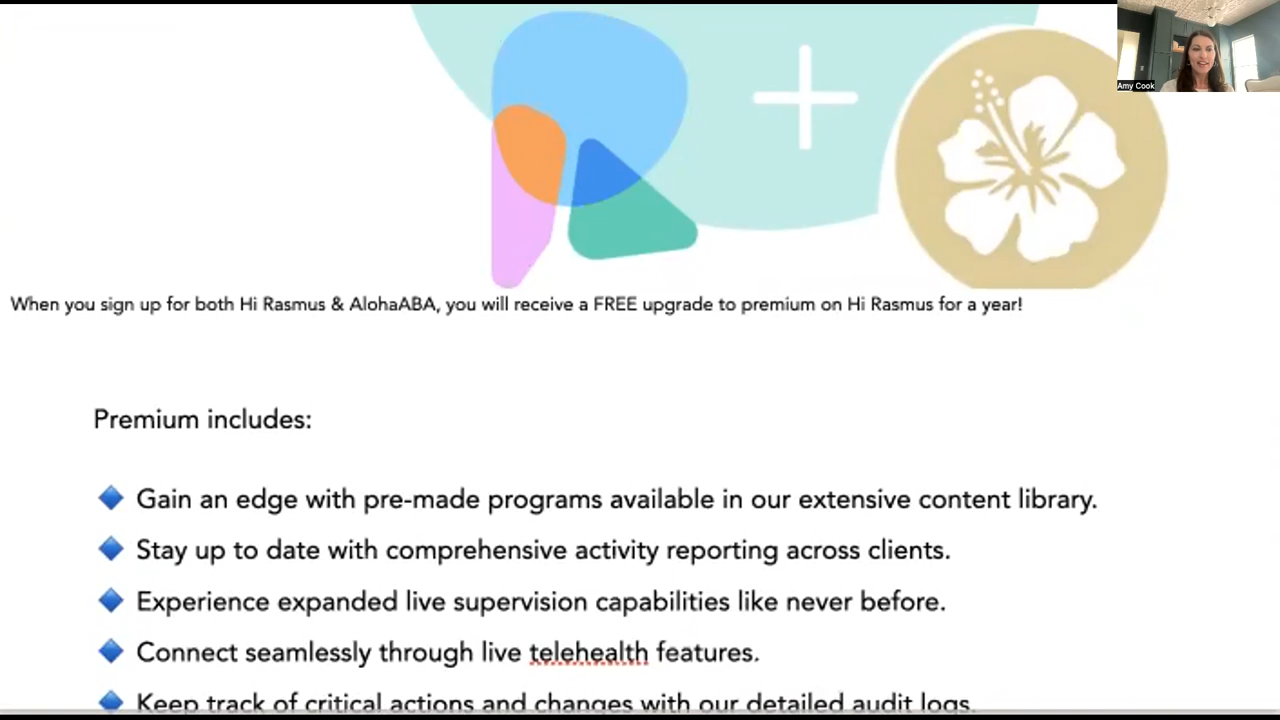 Amy Cook
When you sign up for both Hi Rasmus & AlohaABA, you will receive a FREE upgrade to premium on Hi Rasmus for a year!
Premium includes:
Gain an edge with pre-made programs available in our extensive content library.
Stay up to date with comprehensive activity reporting across clients.
Experience expanded live supervision capabilities like never before.
Connect seamlessly through live telehealth features.
Keep track of critical actions and changes with our detailed audit logs.